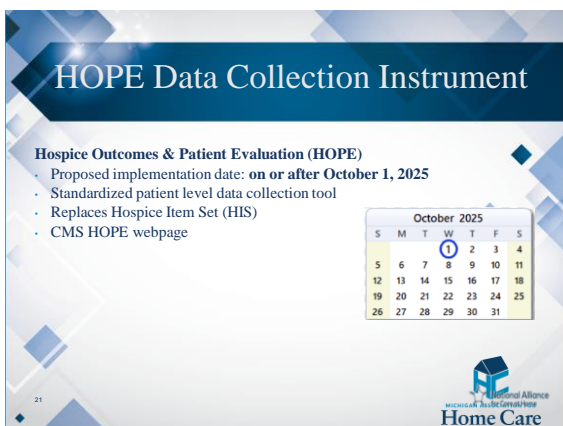 HOPE Data Collection Instrument
Hospice Outcomes & Patient Evaluation (HOPE)
· Proposed implementation date: on or after October 1, 2025
· Standardized patient level data collection tool
· Replaces Hospice Item Set (HIS)
· CMS HOPE webpage
October 2025
S M T W T F S
1 2 3 4
5 6 7 8 9 10 11
12 13 14 15 16 17 18
19 20 21 22 23 24 25
26 27 28 29 30 31
21
National Alliance
MICHIGAN
Home Care